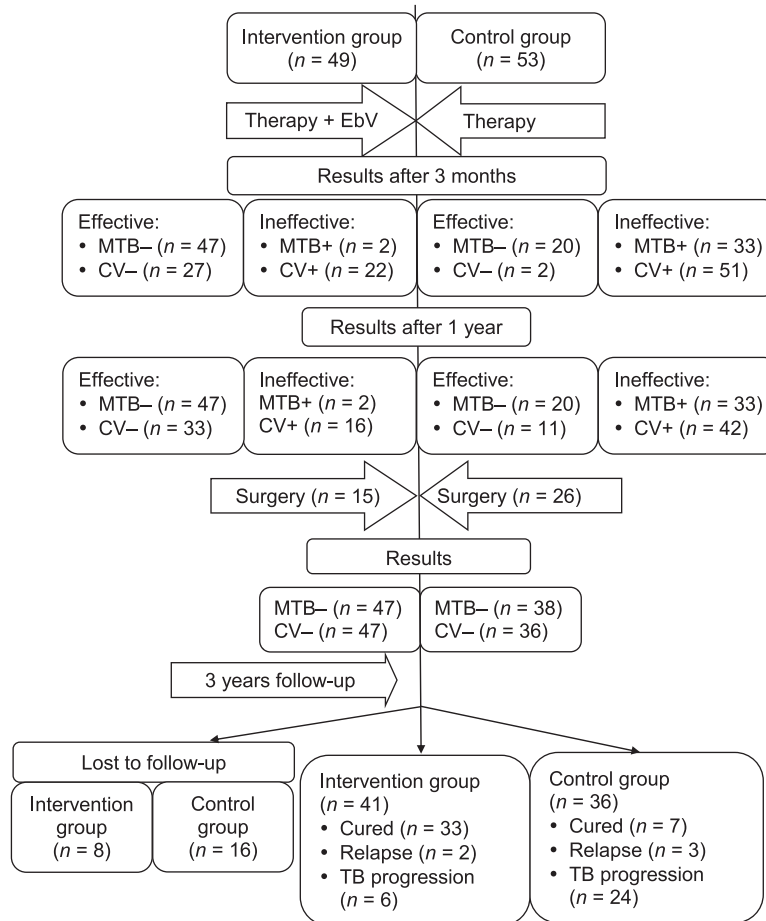 Intervention group
(n = 49)
Control group
(n = 53)
Therapy + EbV
Therapy
Results after 3 months
Effective:
• MTB– (n = 47)
• CV– (n = 27)
Ineffective:
• MTB+ (n = 2)
• CV+ (n = 22)
Effective:
• MTB– (n = 20)
• CV– (n = 2)
Ineffective:
• MTB+ (n = 33)
• CV+ (n = 51)
Results after 1 year
Effective:
• MTB– (n = 47)
• CV– (n = 33)
Ineffective:
MTB+ (n = 2)
CV+ (n = 16)
Effective:
• MTB– (n = 20)
• CV– (n = 11)
Ineffective:
• MTB+ (n = 33)
• CV+ (n = 42)
Surgery (n = 15)
Surgery (n = 26)
Results
MTB– (n = 47)
CV– (n = 47)
MTB– (n = 38)
CV– (n = 36)
3 years follow-up
Lost to follow-up
Intervention
group
(n = 8)
Control
group
(n = 16)
Intervention group
(n = 41)
• Cured (n = 33)
• Relapse (n = 2)
• TB progression
(n = 6)
Control group
(n = 36)
• Cured (n = 7)
• Relapse (n = 3)
• TB progression
(n = 24)